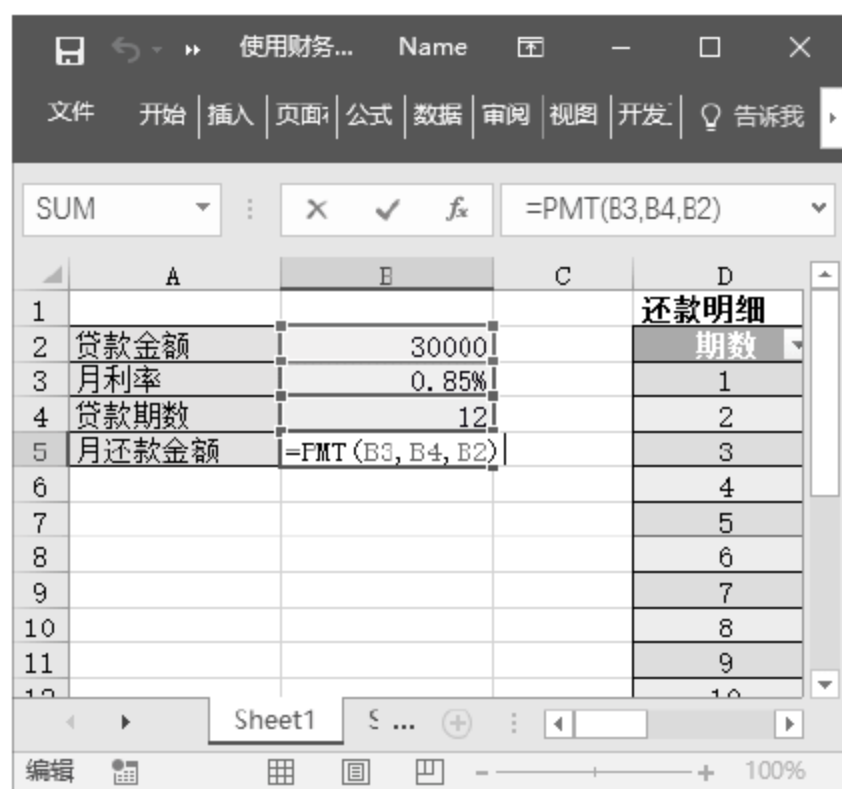 使用财务... Name
文件 开始 插入 页面 公式 数据 审阅 视图 开发 告诉我
SUM fx =PMT(B3,B4,B2)
A B C D
1 还款明细
2 贷款金额 30000 期数
3 月利率 0.85% 1
4 贷款期数 12 2
5 月还款金额 =PMT(B3,B4,B2) 3
6 4
7 5
8 6
9 7
10 8
11 9
12 10
Sheet1 S ...
编辑 100%